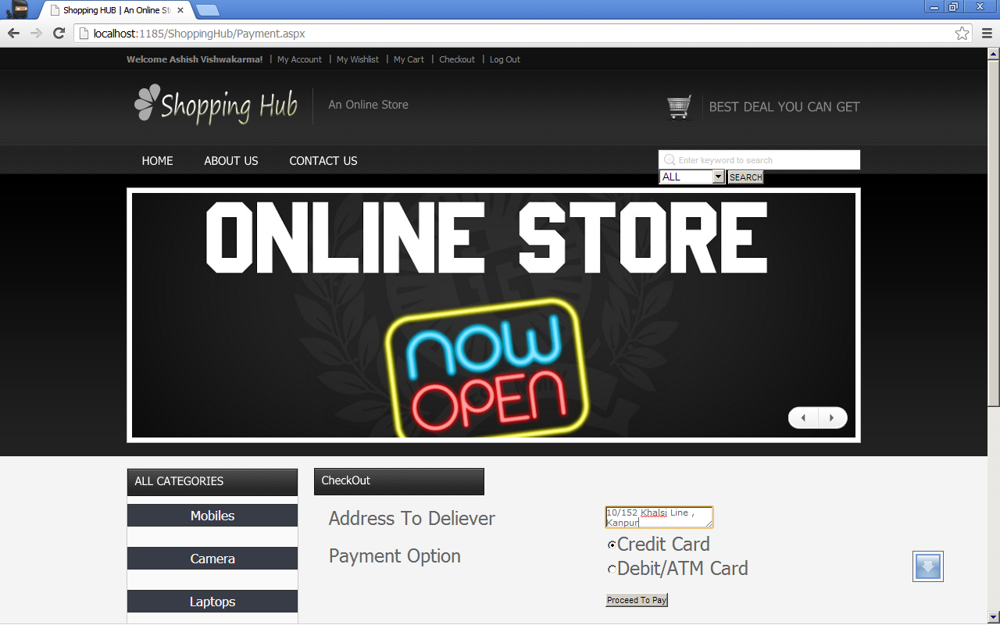 Shopping HUB | An Online St
localhost:1185/ShoppingHub/Payment.aspx
Welcome Ashish Vishwakarma! | My Account | My Wishlist | My Cart | Checkout | Log Out
Shopping Hub
An Online Store
BEST DEAL YOU CAN GET
HOME
ABOUT US
CONTACT US
Enter keyword to search
ALL
SEARCH
ONLINE STORE
NOW
OPEN
ALL CATEGORIES
Mobiles
Camera
Laptops
CheckOut
Address To Deliever
10/152 Khalsi Line ,
Kanpur
Payment Option
Credit Card
Debit/ATM Card
Proceed To Pay